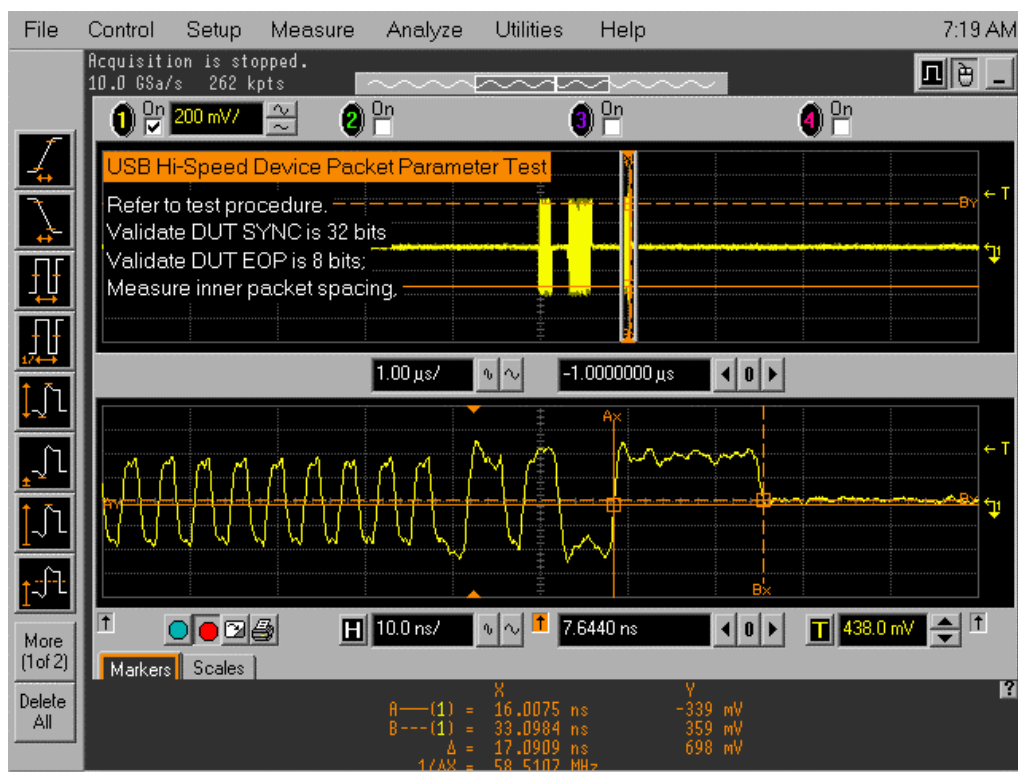 File Control Setup Measure Analyze Utilities Help 7:19 AM
Acquisition is stopped.
10.0 GSa/s 262 kpts
1 On 200 mV/ 2 On 3 On 4 On
USB Hi-Speed Device Packet Parameter Test
Refer to test procedure.
Validate DUT SYNC is 32 bits
Validate DUT EOP is 8 bits;
Measure inner packet spacing,
By
T
1.00 µs/ -1.0000000 µs 0
Ax
T
Bx
H 10.0 ns/ 7.6440 ns 0 T 438.0 mV
More
(1of 2)
Delete
All
Markers Scales
?
X Y
A——(1) = 16.0075 ns -339 mV
B---(1) = 33.0984 ns 359 mV
Δ = 17.0909 ns 698 mV
1/ΔX = 58.5107 MHz